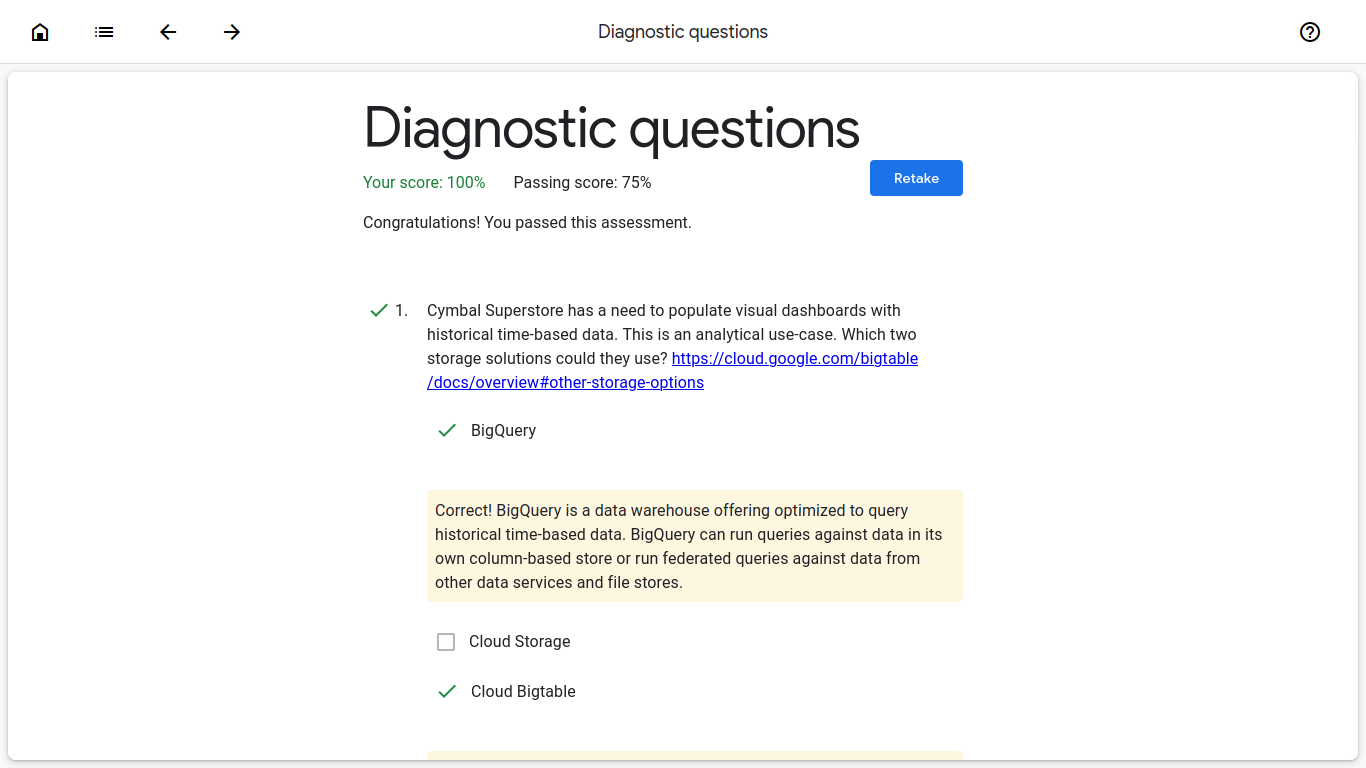 Diagnostic questions
Diagnostic questions
Your score: 100% Passing score: 75%
Retake
Congratulations! You passed this assessment.
1. Cymbal Superstore has a need to populate visual dashboards with
historical time-based data. This is an analytical use-case. Which two
storage solutions could they use? https://cloud.google.com/bigtable
/docs/overview#other-storage-options
BigQuery
Correct! BigQuery is a data warehouse offering optimized to query
historical time-based data. BigQuery can run queries against data in its
own column-based store or run federated queries against data from
other data services and file stores.
Cloud Storage
Cloud Bigtable